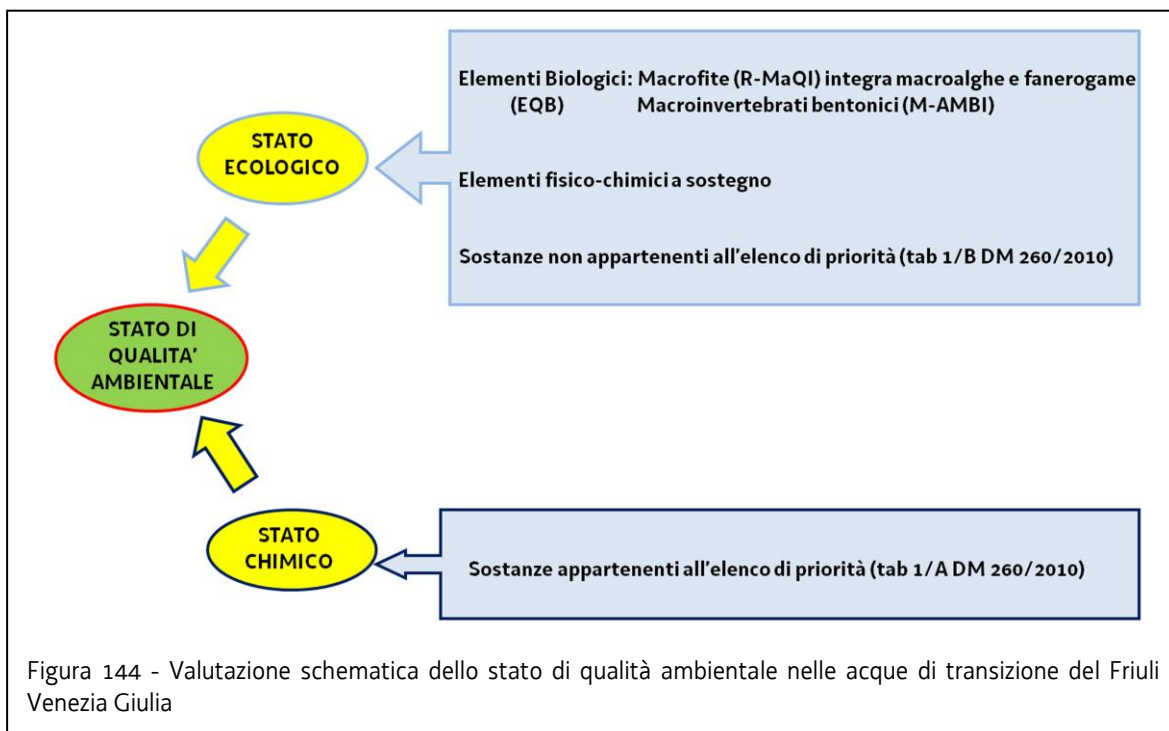 Elementi Biologici: Macrofite (R-MaQI) integra macroalghe e fanerogame
(EQB) Macroinvertebrati bentonici (M-AMBI)
STATO
ECOLOGICO
Elementi fisico-chimici a sostegno
Sostanze non appartenenti all'elenco di priorità (tab 1/B DM 260/2010)
STATO DI
QUALITA'
AMBIENTALE
STATO
CHIMICO
Sostanze appartenenti all'elenco di priorità (tab 1/A DM 260/2010)
Figura 144 - Valutazione schematica dello stato di qualità ambientale nelle acque di transizione del Friuli
Venezia Giulia